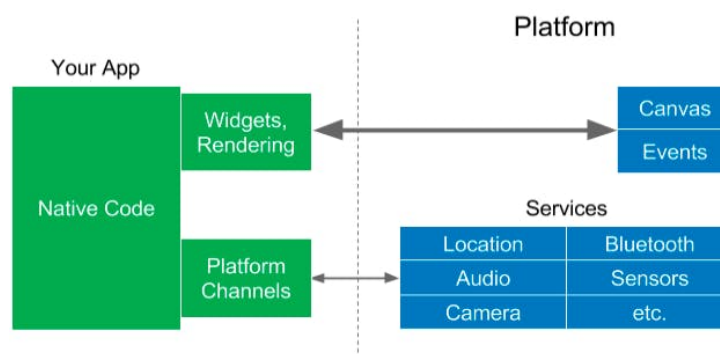 Platform
Your App
Widgets,
Rendering
Canvas
Events
Native Code
Services
Platform
Channels
Location
Bluetooth
Audio
Sensors
Camera
etc.